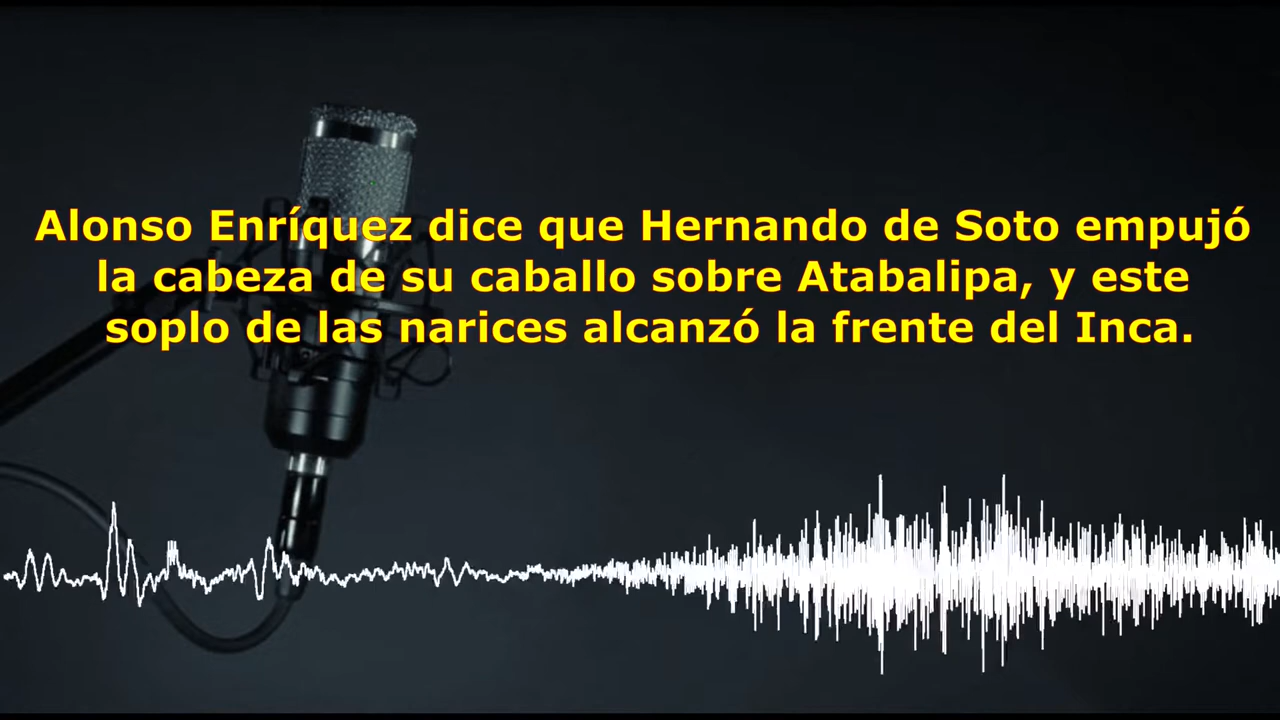 Alonso Enríquez dice que Hernando de Soto empujó
la cabeza de su caballo sobre Atabalipa, y este
soplo de las narices alcanzó la frente del Inca.